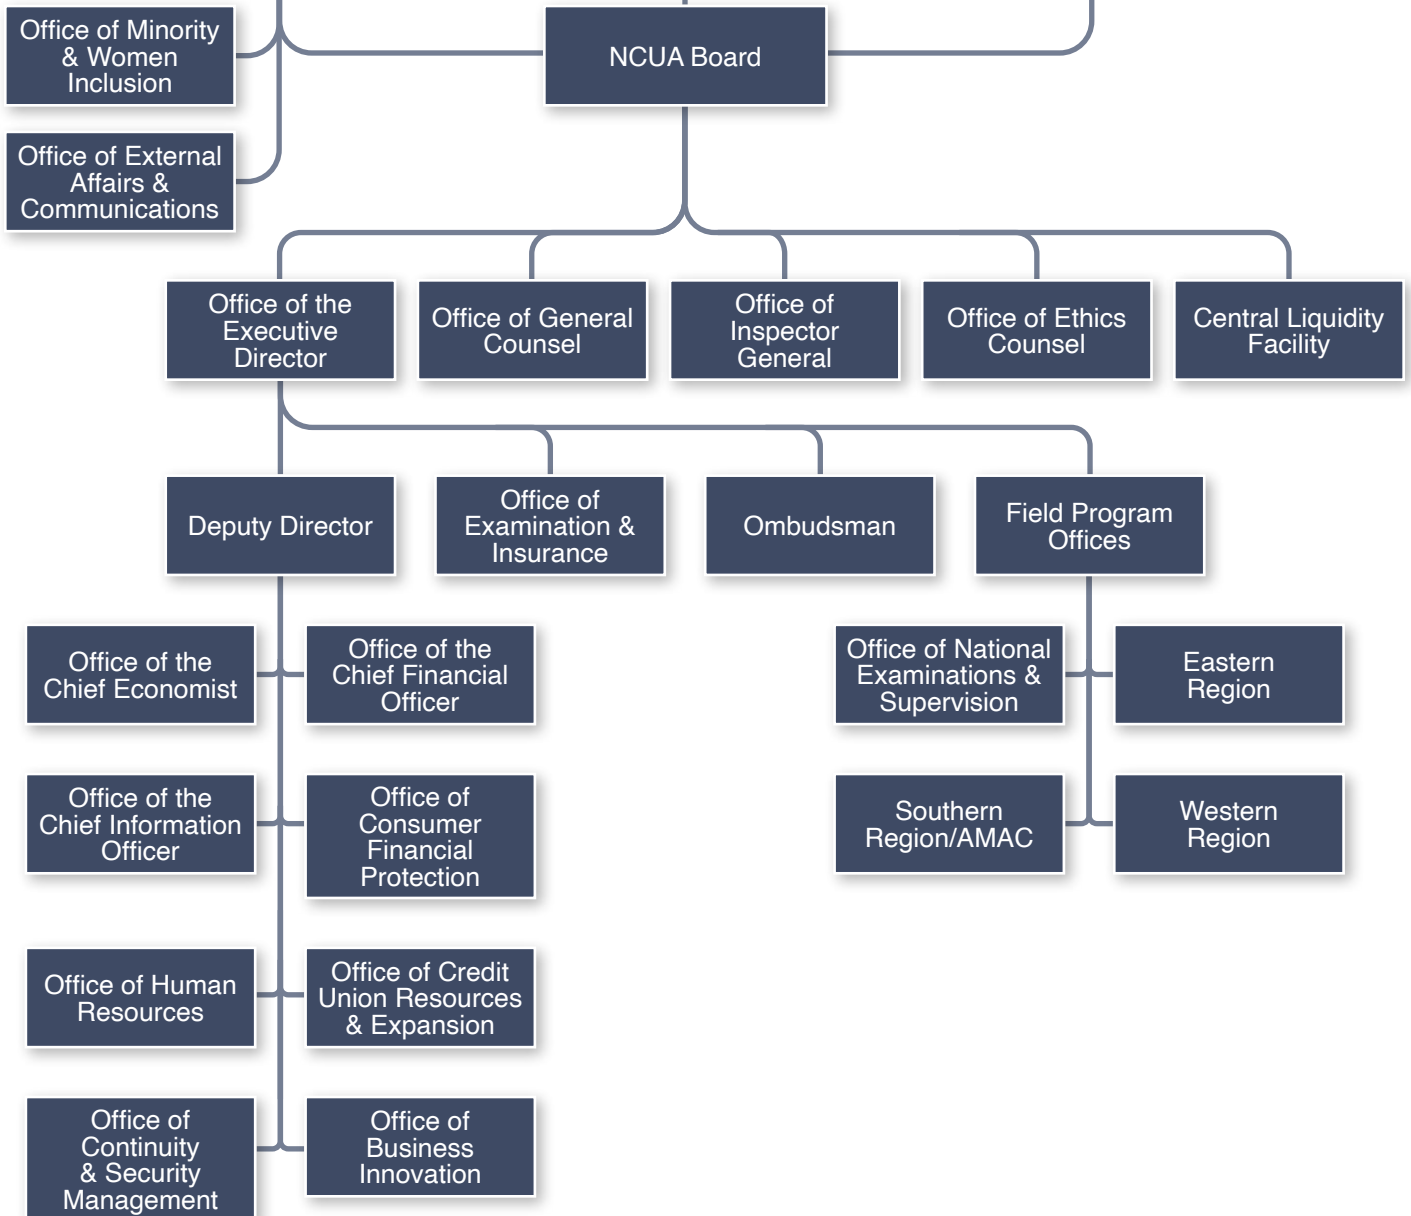 Office of Minority
& Women
Inclusion
NCUA Board
Office of External
Affairs &
Communications
Office of the
Executive
Director
Office of General
Counsel
Office of
Inspector
General
Office of Ethics
Counsel
Central Liquidity
Facility
Deputy Director
Office of
Examination &
Insurance
Ombudsman
Field Program
Offices
Office of the
Chief Economist
Office of the
Chief Financial
Officer
Office of National
Examinations &
Supervision
Eastern
Region
Office of the
Chief Information
Officer
Office of
Consumer
Financial
Protection
Southern
Region/AMAC
Western
Region
Office of Human
Resources
Office of Credit
Union Resources
& Expansion
Office of
Continuity
& Security
Management
Office of
Business
Innovation